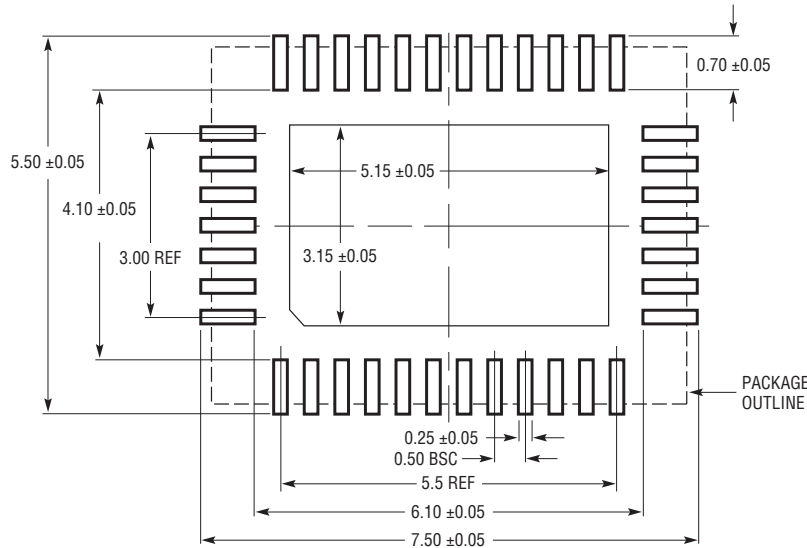 0.70 ±0.05
5.50 ±0.05
5.15 ±0.05
4.10 ±0.05
3.00 REF
3.15 ±0.05
PACKAGE
OUTLINE
0.25 ±0.05
0.50 BSC
5.5 REF
6.10 ±0.05
7.50 ±0.05